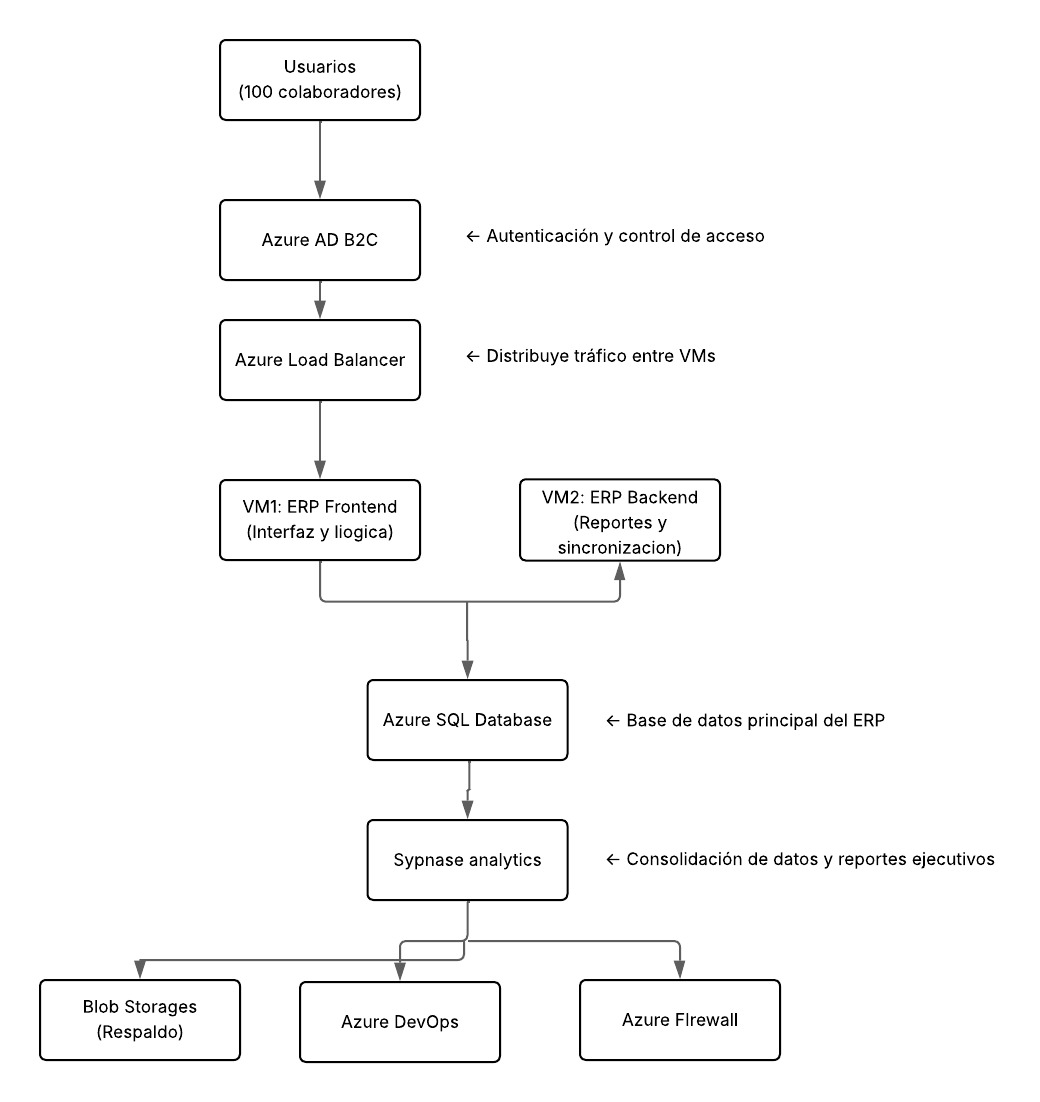 Usuarios
(100 colaboradores)
Azure AD B2C
← Autenticación y control de acceso
Azure Load Balancer
← Distribuye tráfico entre VMs
VM1: ERP Frontend
(Interfaz y liogica)
VM2: ERP Backend
(Reportes y
sincronizacion)
Azure SQL Database
← Base de datos principal del ERP
Sypnase analytics
← Consolidación de datos y reportes ejecutivos
Blob Storages
(Respaldo)
Azure DevOps
Azure FIrewall